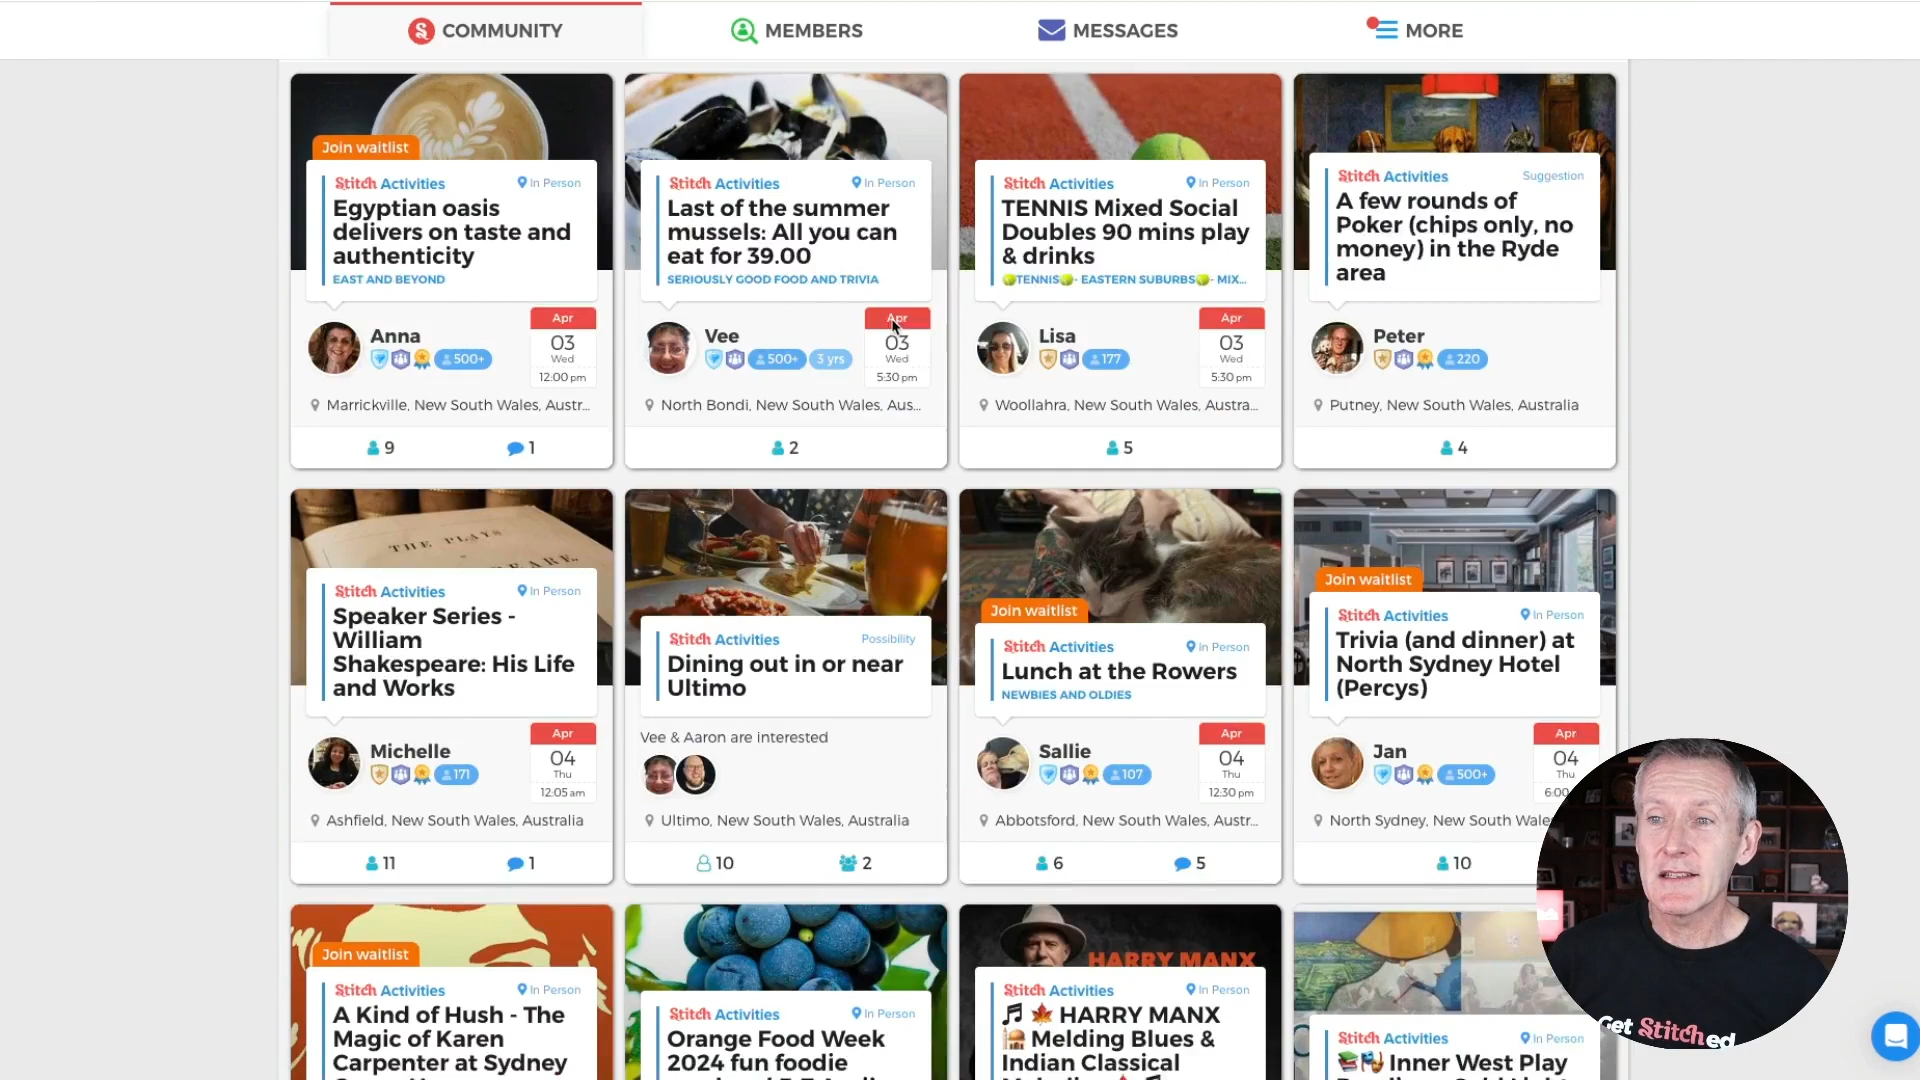 COMMUNITY
MEMBERS
MESSAGES
MORE
Join waitlist
Stitch Activities
In Person
Egyptian oasis
delivers on taste and
authenticity
EAST AND BEYOND
Anna
500+
Apr
03
Wed
12:00 pm
Marrickville, New South Wales, Austr...
9
1
Stitch Activities
In Person
Last of the summer
mussels: All you can
eat for 39.00
SERIOUSLY GOOD FOOD AND TRIVIA
Vee
500+
3 yrs
Apr
03
Wed
5:30 pm
North Bondi, New South Wales, Aus...
2
Stitch Activities
In Person
TENNIS Mixed Social
Doubles 90 mins play
& drinks
TENNIS - EASTERN SUBURBS - MIX...
Lisa
177
Apr
03
Wed
5:30 pm
Woollahra, New South Wales, Austra...
5
Stitch Activities
Suggestion
A few rounds of
Poker (chips only, no
money) in the Ryde
area
Peter
220
Putney, New South Wales, Australia
4
THE PLAYS
Stitch Activities
In Person
Speaker Series -
William
Shakespeare: His Life
and Works
Michelle
171
Apr
04
Thu
12:05 am
Ashfield, New South Wales, Australia
11
1
Stitch Activities
Possibility
Dining out in or near
Ultimo
Vee & Aaron are interested
Ultimo, New South Wales, Australia
10
2
Join waitlist
Stitch Activities
In Person
Lunch at the Rowers
NEWBIES AND OLDIES
Sallie
107
Apr
04
Thu
12:30 pm
Abbotsford, New South Wales, Austr...
6
5
Join waitlist
Stitch Activities
In Person
Trivia (and dinner) at
North Sydney Hotel
(Percys)
Jan
500+
Apr
04
Thu
6:00
North Sydney, New South Wale
10
Join waitlist
Stitch Activities
In Person
A Kind of Hush - The
Magic of Karen
Carpenter at Sydney
Stitch Activities
In Person
Orange Food Week
2024 fun foodie
HARRY MANX
Stitch Activities
In Person
HARRY MANX
Melding Blues &
Indian Classical
Stitch Activities
In Person
Inner West Play
Get Stitched